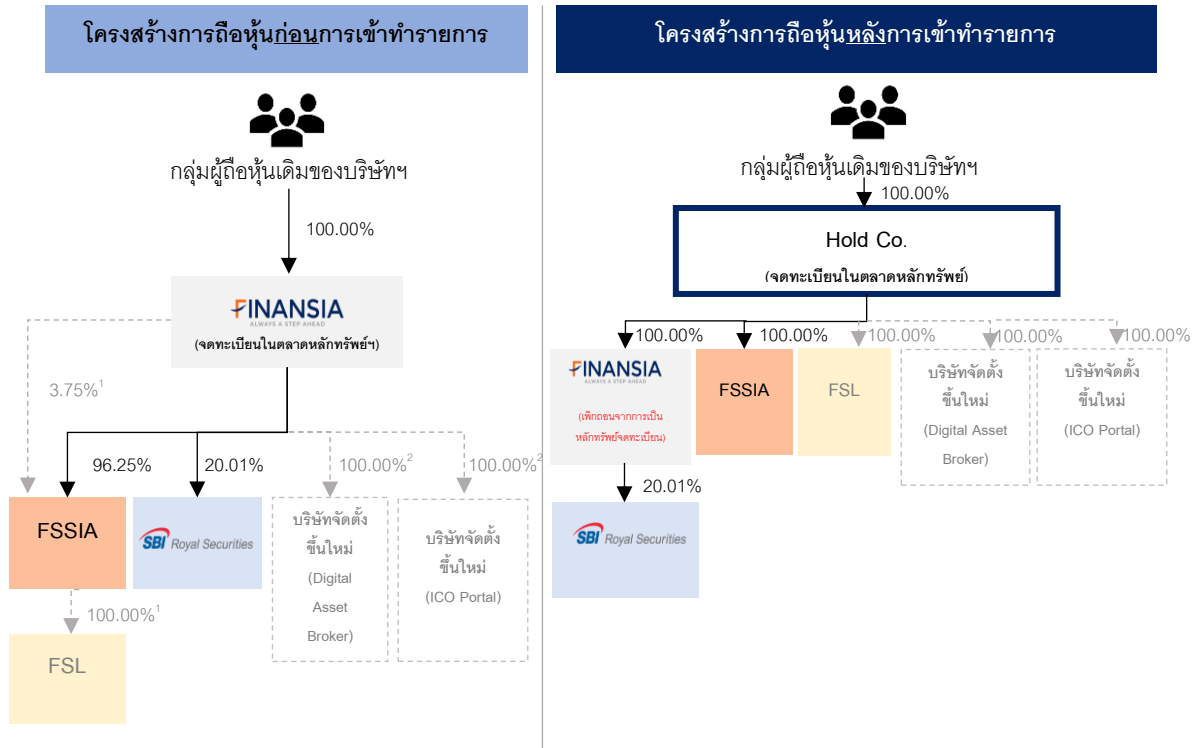 โครงสร้างการถือหุ้นก่อนการเข้าทำรายการ
กลุ่มผู้ถือหุ้นเดิมของบริษัทฯ
100.00%
FINANSIA
ALWAYS A STEP AHEAD
(จดทะเบียนในตลาดหลักทรัพย์ฯ)
3.75%1
96.25%
20.01%
100.00%2
100.00%2
FSSIA
SBI Royal Securities
บริษัทจัดตั้ง
ขึ้นใหม่
(Digital
Asset
Broker)
บริษัทจัดตั้ง
ขึ้นใหม่
(ICO Portal)
100.00%1
FSL
โครงสร้างการถือหุ้นหลังการเข้าทำรายการ
กลุ่มผู้ถือหุ้นเดิมของบริษัทฯ
100.00%
Hold Co.
(จดทะเบียนในตลาดหลักทรัพย์)
100.00%
100.00%
100.00%
100.00%
100.00%
FINANSIA
ALWAYS A STEP AHEAD
(เพิกถอนจากการเป็น
หลักทรัพย์จดทะเบียน)
FSSIA
FSL
บริษัทจัดตั้ง
ขึ้นใหม่
(Digital Asset
Broker)
บริษัทจัดตั้ง
ขึ้นใหม่
(ICO Portal)
20.01%
SBI Royal Securities